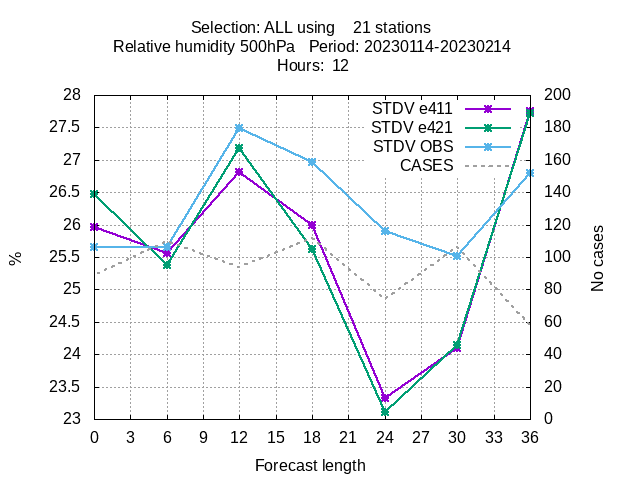 Selection: ALL using    21 stations
Relative humidity 500hPa   Period: 20230114-20230214
Hours:  12
28
27.5
27
26.5
26
25.5
25
24.5
24
23.5
23
%
STDV e411
STDV e421
STDV OBS
CASES
200
180
160
140
120
100
80
60
40
20
0
No cases
0 3 6 9 12 15 18 21 24 27 30 33 36
Forecast length